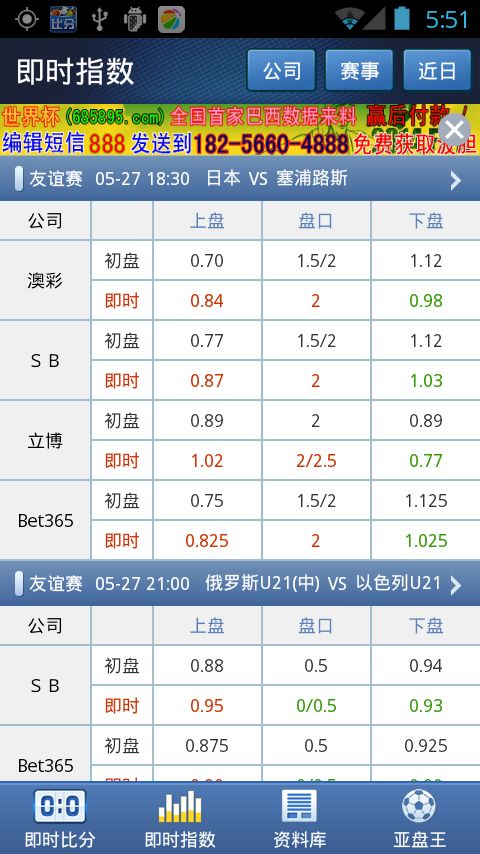 比分 5:51
即时指数 公司 赛事 近日
世界杯(685895.com)全国首家巴西数据来料 赢后付款!
编辑短信888发送到182-5660-4888免费获取波胆
友谊赛 05-27 18:30 日本 VS 塞浦路斯
公司 上盘 盘口 下盘
澳彩 初盘 0.70 1.5/2 1.12
即时 0.84 2 0.98
S B 初盘 0.77 1.5/2 1.12
即时 0.87 2 1.03
立博 初盘 0.89 2 0.89
即时 1.02 2/2.5 0.77
Bet365 初盘 0.75 1.5/2 1.125
即时 0.825 2 1.025
友谊赛 05-27 21:00 俄罗斯U21(中) VS 以色列U21
公司 上盘 盘口 下盘
S B 初盘 0.88 0.5 0.94
即时 0.95 0/0.5 0.93
Bet365 初盘 0.875 0.5 0.925
0:0
即时比分 即时指数 资料库 亚盘王